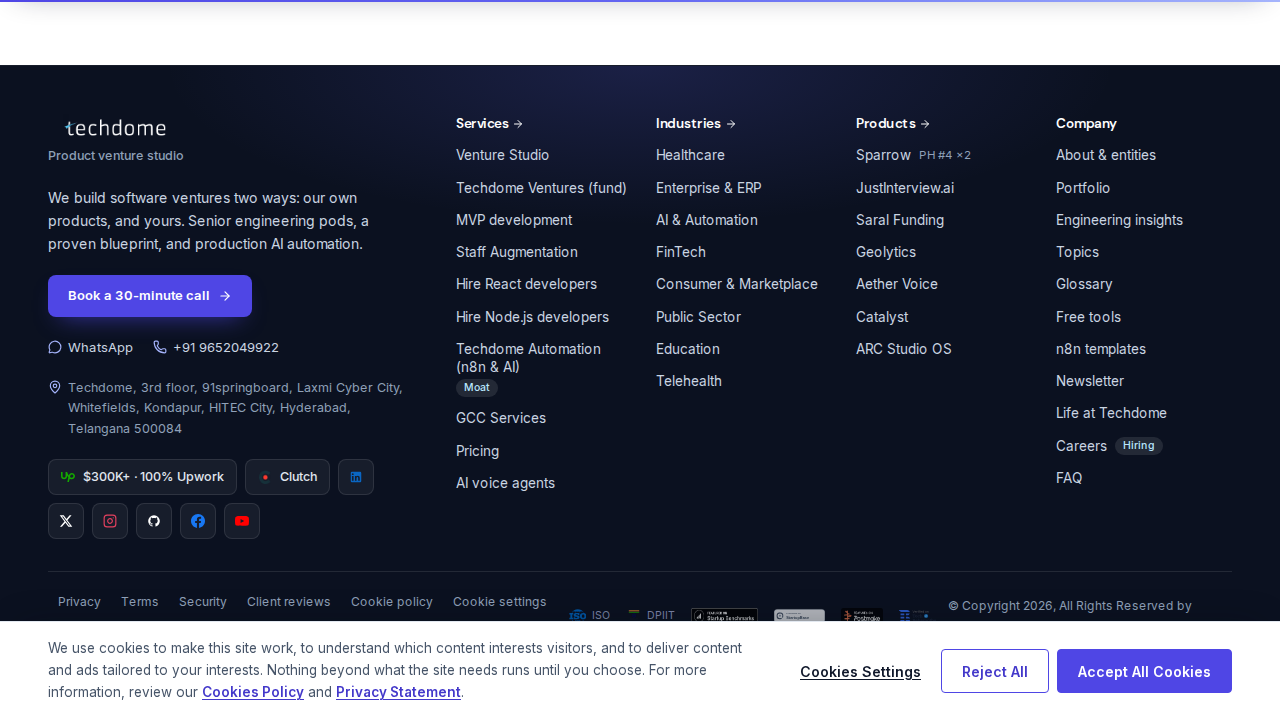 techdome
Product venture studio
We build software ventures two ways: our own
products, and yours. Senior engineering pods, a
proven blueprint, and production AI automation.
Book a 30-minute call →
WhatsApp
+91 9652049922
Techdome, 3rd floor, 91springboard, Laxmi Cyber City,
Whitefields, Kondapur, HITEC City, Hyderabad,
Telangana 500084
Up $300K+ · 100% Upwork
Clutch
Services →
Venture Studio
Techdome Ventures (fund)
MVP development
Staff Augmentation
Hire React developers
Hire Node.js developers
Techdome Automation
(n8n & AI)
Moat
GCC Services
Pricing
AI voice agents
Industries →
Healthcare
Enterprise & ERP
AI & Automation
FinTech
Consumer & Marketplace
Public Sector
Education
Telehealth
Products →
Sparrow PH #4 ×2
JustInterview.ai
Saral Funding
Geolytics
Aether Voice
Catalyst
ARC Studio OS
Company
About & entities
Portfolio
Engineering insights
Topics
Glossary
Free tools
n8n templates
Newsletter
Life at Techdome
Careers Hiring
FAQ
Privacy
Terms
Security
Client reviews
Cookie policy
Cookie settings
ISO
DPIIT
Startup Benchmarks
© Copyright 2026, All Rights Reserved by
We use cookies to make this site work, to understand which content interests visitors, and to deliver content
and ads tailored to your interests. Nothing beyond what the site needs runs until you choose. For more
information, review our Cookies Policy and Privacy Statement.
Cookies Settings
Reject All
Accept All Cookies